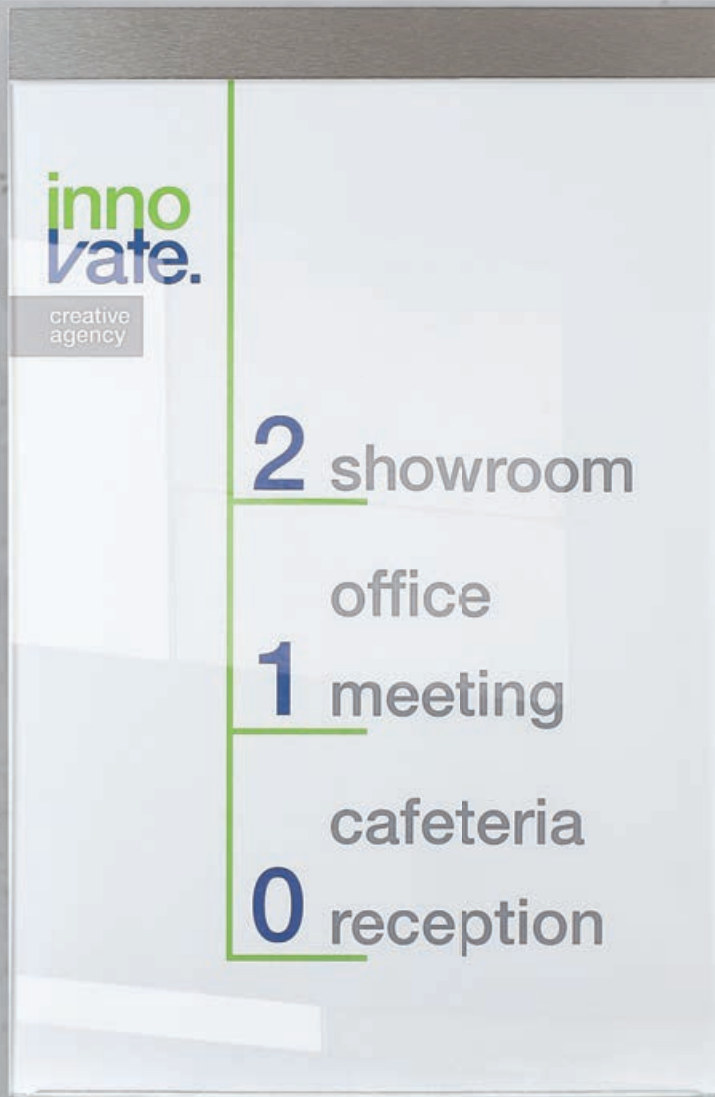 inno
vate.
creative
agency
2 showroom
office
1 meeting
cafeteria
0 reception